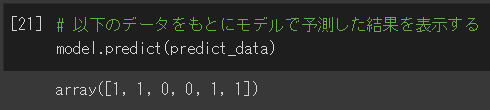 [21] # 以下のデータをもとにモデルで予測した結果を表示する
model.predict(predict_data)
array([1, 1, 0, 0, 1, 1])